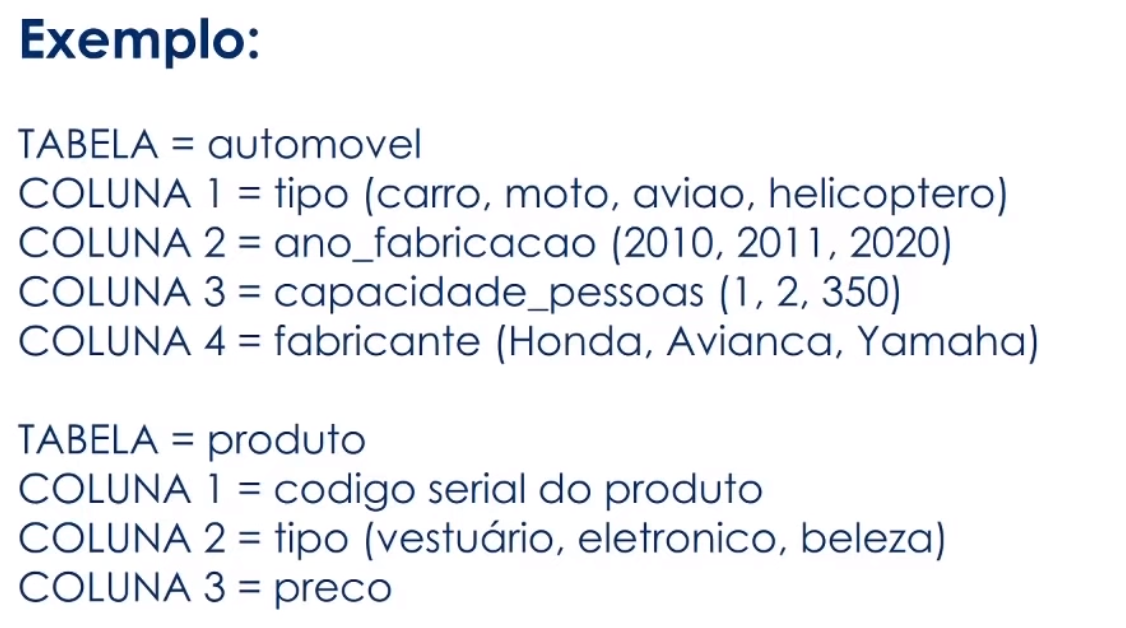 Exemplo:
TABELA = automovel
COLUNA 1 = tipo (carro, moto, aviao, helicoptero)
COLUNA 2 = ano_fabricacao (2010, 2011, 2020)
COLUNA 3 = capacidade_pessoas (1, 2, 350)
COLUNA 4 = fabricante (Honda, Avianca, Yamaha)
TABELA = produto
COLUNA 1 = codigo serial do produto
COLUNA 2 = tipo (vestuário, eletronico, beleza)
COLUNA 3 = preco